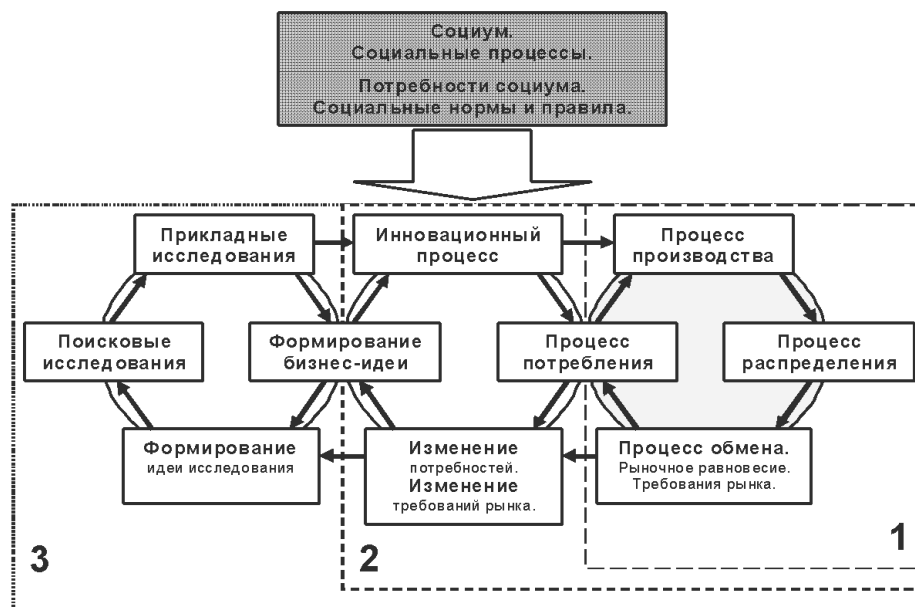 Социум.
Социальные процессы.
Потребности социума.
Социальные нормы и правила.
Прикладные
исследования
Инновационный
процесс
Процесс
производства
Поисковые
исследования
Формирование
бизнес-идеи
Процесс
потребления
Процесс
распределения
Формирование
идеи исследования
Изменение
потребностей.
Изменение
требований рынка.
Процесс обмена.
Рыночное равновесие.
Требования рынка.
3
2
1